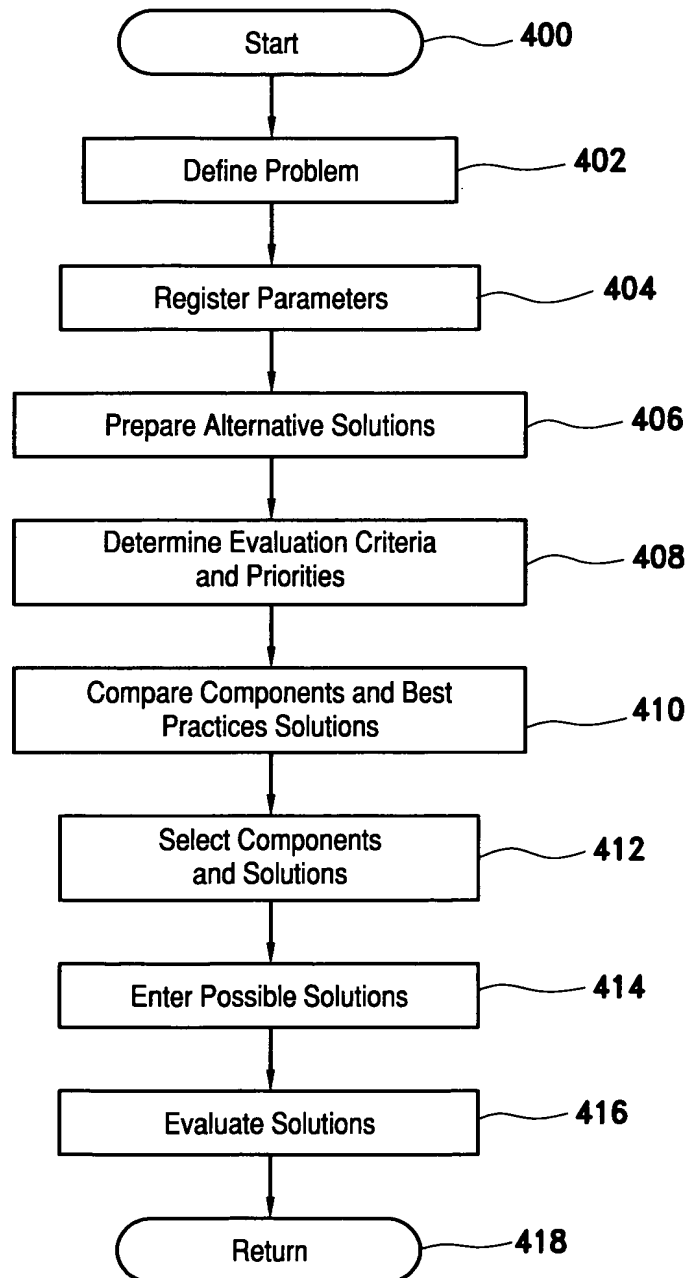 Start
400
Define Problem
402
Register Parameters
404
Prepare Alternative Solutions
406
Determine Evaluation Criteria
and Priorities
408
Compare Components and Best
Practices Solutions
410
Select Components
and Solutions
412
Enter Possible Solutions
414
Evaluate Solutions
416
Return
418